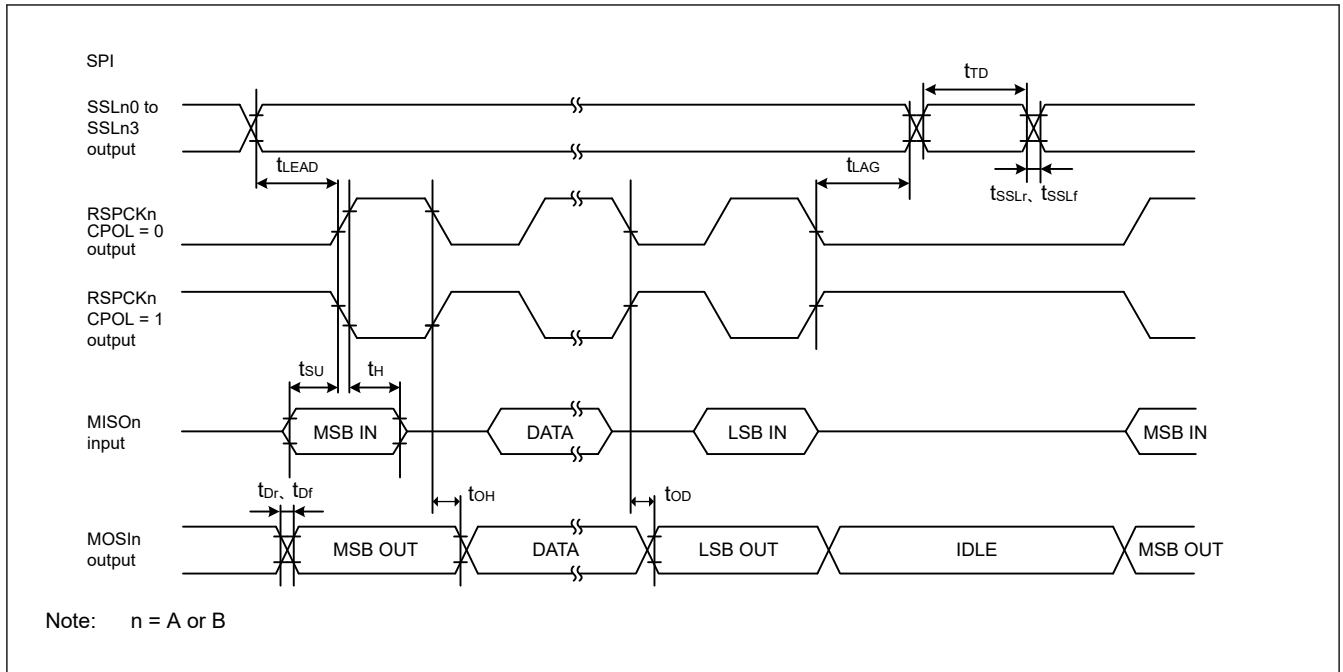 SPI
tTD
SSLn0 to
SSLn3
output
tLEAD
tLAG
tSSLr、tSSLf
RSPCKn
CPOL = 0
output
RSPCKn
CPOL = 1
output
tSU
tH
MISOn
input
MSB IN
DATA
LSB IN
MSB IN
tDr、tDf
tOH
tOD
MOSIn
output
MSB OUT
DATA
LSB OUT
IDLE
MSB OUT
Note: n = A or B